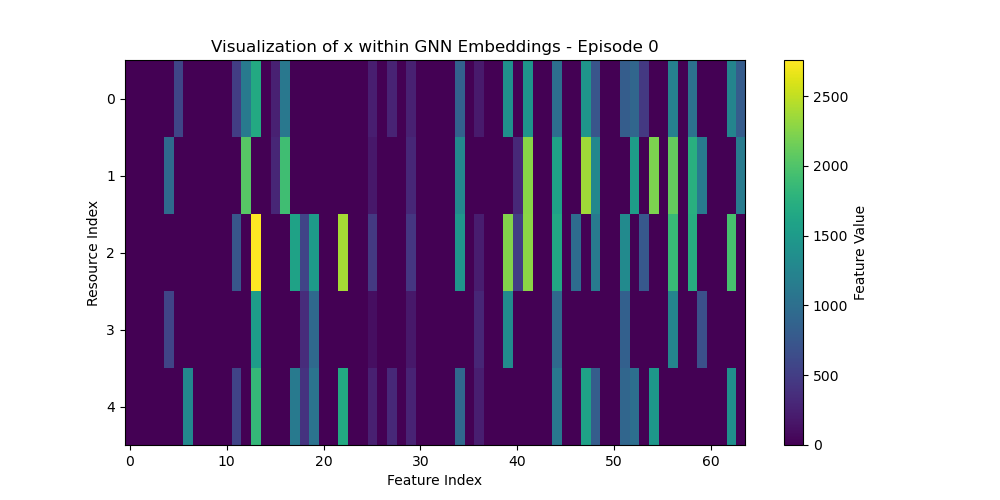 Visualization of x within GNN Embeddings - Episode 0
Resource Index
0
1
2
3
4
0 10 20 30 40 50 60
Feature Index
2500
2000
1500
1000
500
0
Feature Value